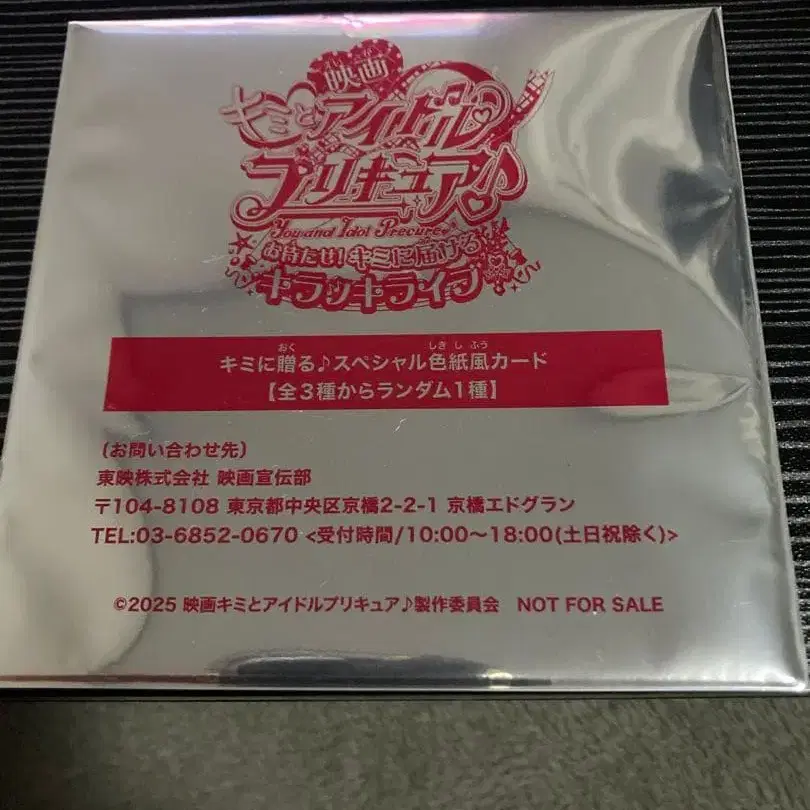 映画
キミとアイドル
プリキュア♪
You and Idol Precure
お待たせ!キミに届ける
キラッキライブ
おく しきしふう
キミに贈る♪スペシャル色紙風カード
【全3種からランダム1種】
〔お問い合わせ先〕
東映株式会社 映画宣伝部
〒104-8108 東京都中央区京橋2-2-1 京橋エドグラン
TEL:03-6852-0670 <受付時間/10:00〜18:00(土日祝除く)>
©2025 映画キミとアイドルプリキュア♪製作委員会 NOT FOR SALE